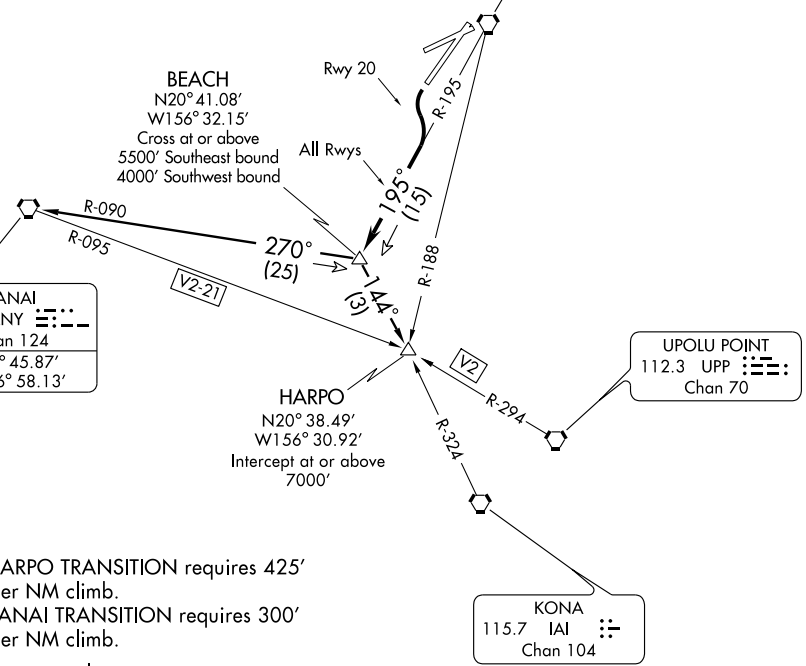 BEACH
N20° 41.08'
W156° 32.15'
Cross at or above
5500' Southeast bound
4000' Southwest bound
Rwy 20
All Rwys
R-195
195°
(15)
R-188
R-090
R-095
270°
(25)
V2-21
144°
(3)
ANAI
NY
an 124
° 45.87'
6° 58.13'
HARPO
N20° 38.49'
W156° 30.92'
Intercept at or above
7000'
V2
R-294
R-324
UPOLU POINT
112.3 UPP
Chan 70
ARPO TRANSITION requires 425'
er NM climb.
ANAI TRANSITION requires 300'
er NM climb.
KONA
115.7 IAI
Chan 104